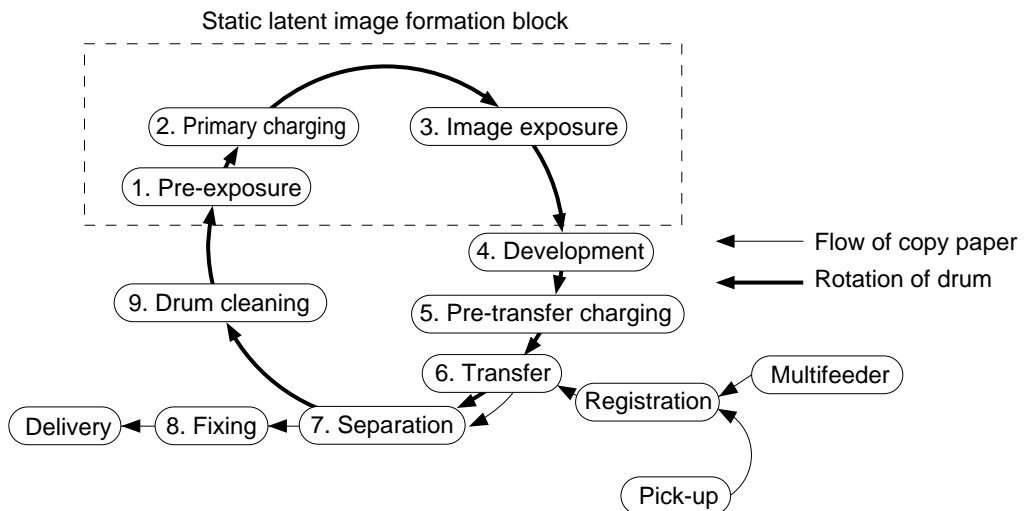 Static latent image formation block
2. Primary charging
3. Image exposure
1. Pre-exposure
4. Development
Flow of copy paper
Rotation of drum
9. Drum cleaning
5. Pre-transfer charging
6. Transfer
Multifeeder
Registration
Delivery
8. Fixing
7. Separation
Pick-up